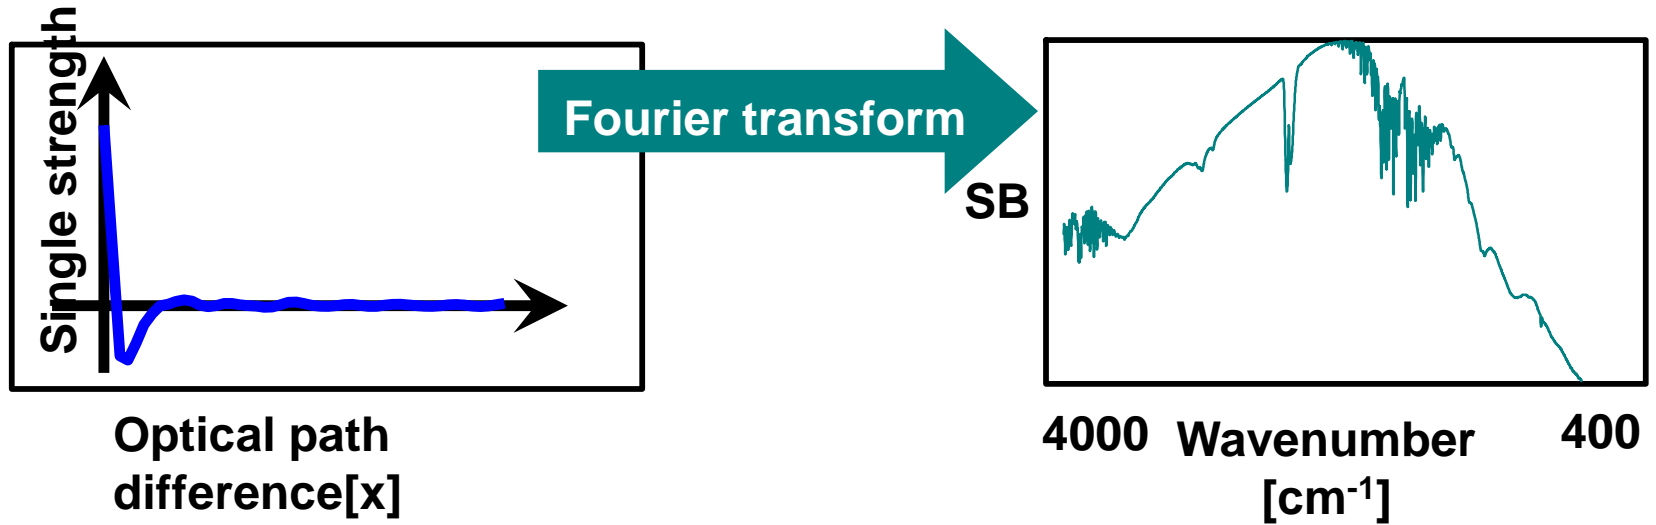 Single strength
Optical path
difference[x]
Fourier transform
SB
4000 Wavenumber 400
[cm-1]